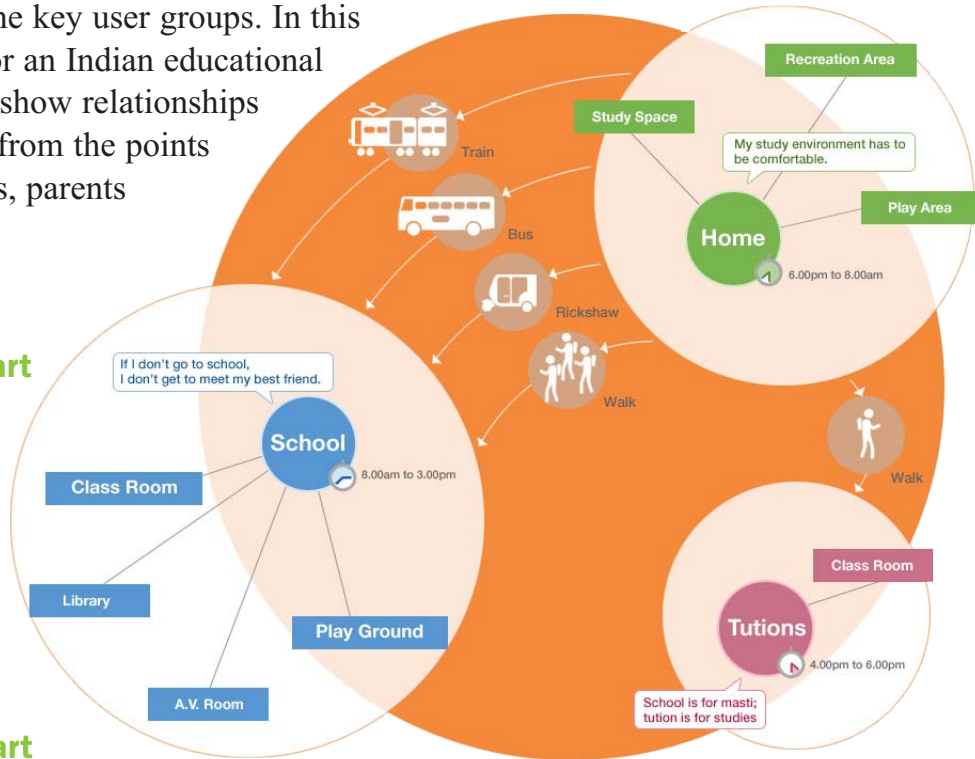 he key user groups. In this
or an Indian educational
show relationships
from the points
s, parents
art
art
Recreation Area
Study Space
My study environment has to
be comfortable.
Play Area
Home
6.00pm to 8.00am
Train
Bus
Rickshaw
Walk
If I don't go to school,
I don't get to meet my best friend.
School
8.00am to 3.00pm
Class Room
Library
A.V. Room
Play Ground
Walk
Class Room
Tutions
4.00pm to 6.00pm
School is for masti;
tution is for studies